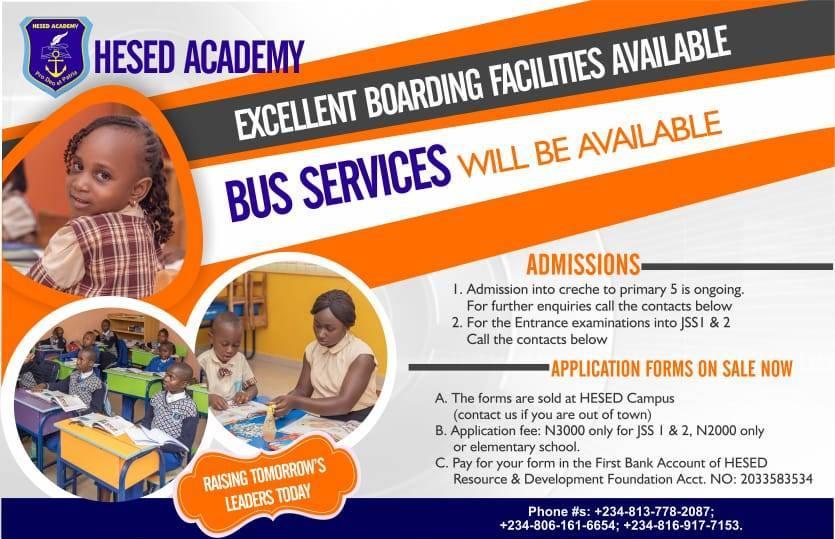 HESED ACADEMY
Pro Deo et Patria
HESED ACADEMY
EXCELLENT BOARDING FACILITIES AVAILABLE
BUS SERVICES WILL BE AVAILABLE
ADMISSIONS
1. Admission into creche to primary 5 is ongoing.
For further enquiries call the contacts below
2. For the Entrance examinations into JSS1 & 2
Call the contacts below
APPLICATION FORMS ON SALE NOW
A. The forms are sold at HESED Campus
(contact us if you are out of town)
B. Application fee: N3000 only for JSS 1 & 2, N2000 only
or elementary school.
C. Pay for your form in the First Bank Account of HESED
Resource & Development Foundation Acct. NO: 2033583534
RAISING TOMORROW'S
LEADERS TODAY
Phone #s: +234-813-778-2087;
+234-806-161-6654; +234-816-917-7153.